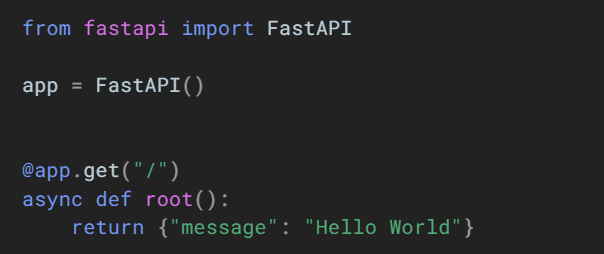 from fastapi import FastAPI
app = FastAPI()
@app.get("/")
async def root():
    return {"message": "Hello World"}